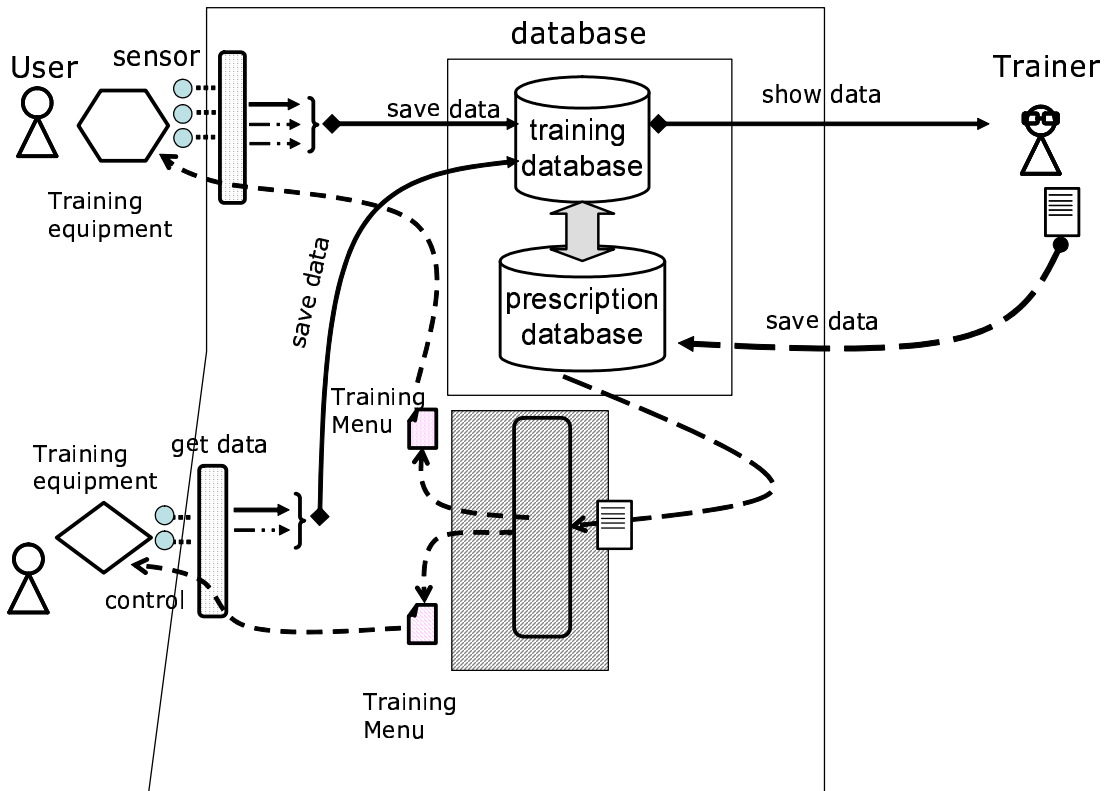 database
User
sensor
Trainer
save data
training
database
show data
Training
equipment
save data
prescription
database
save data
Training
Menu
get data
Training
equipment
control
Training
Menu